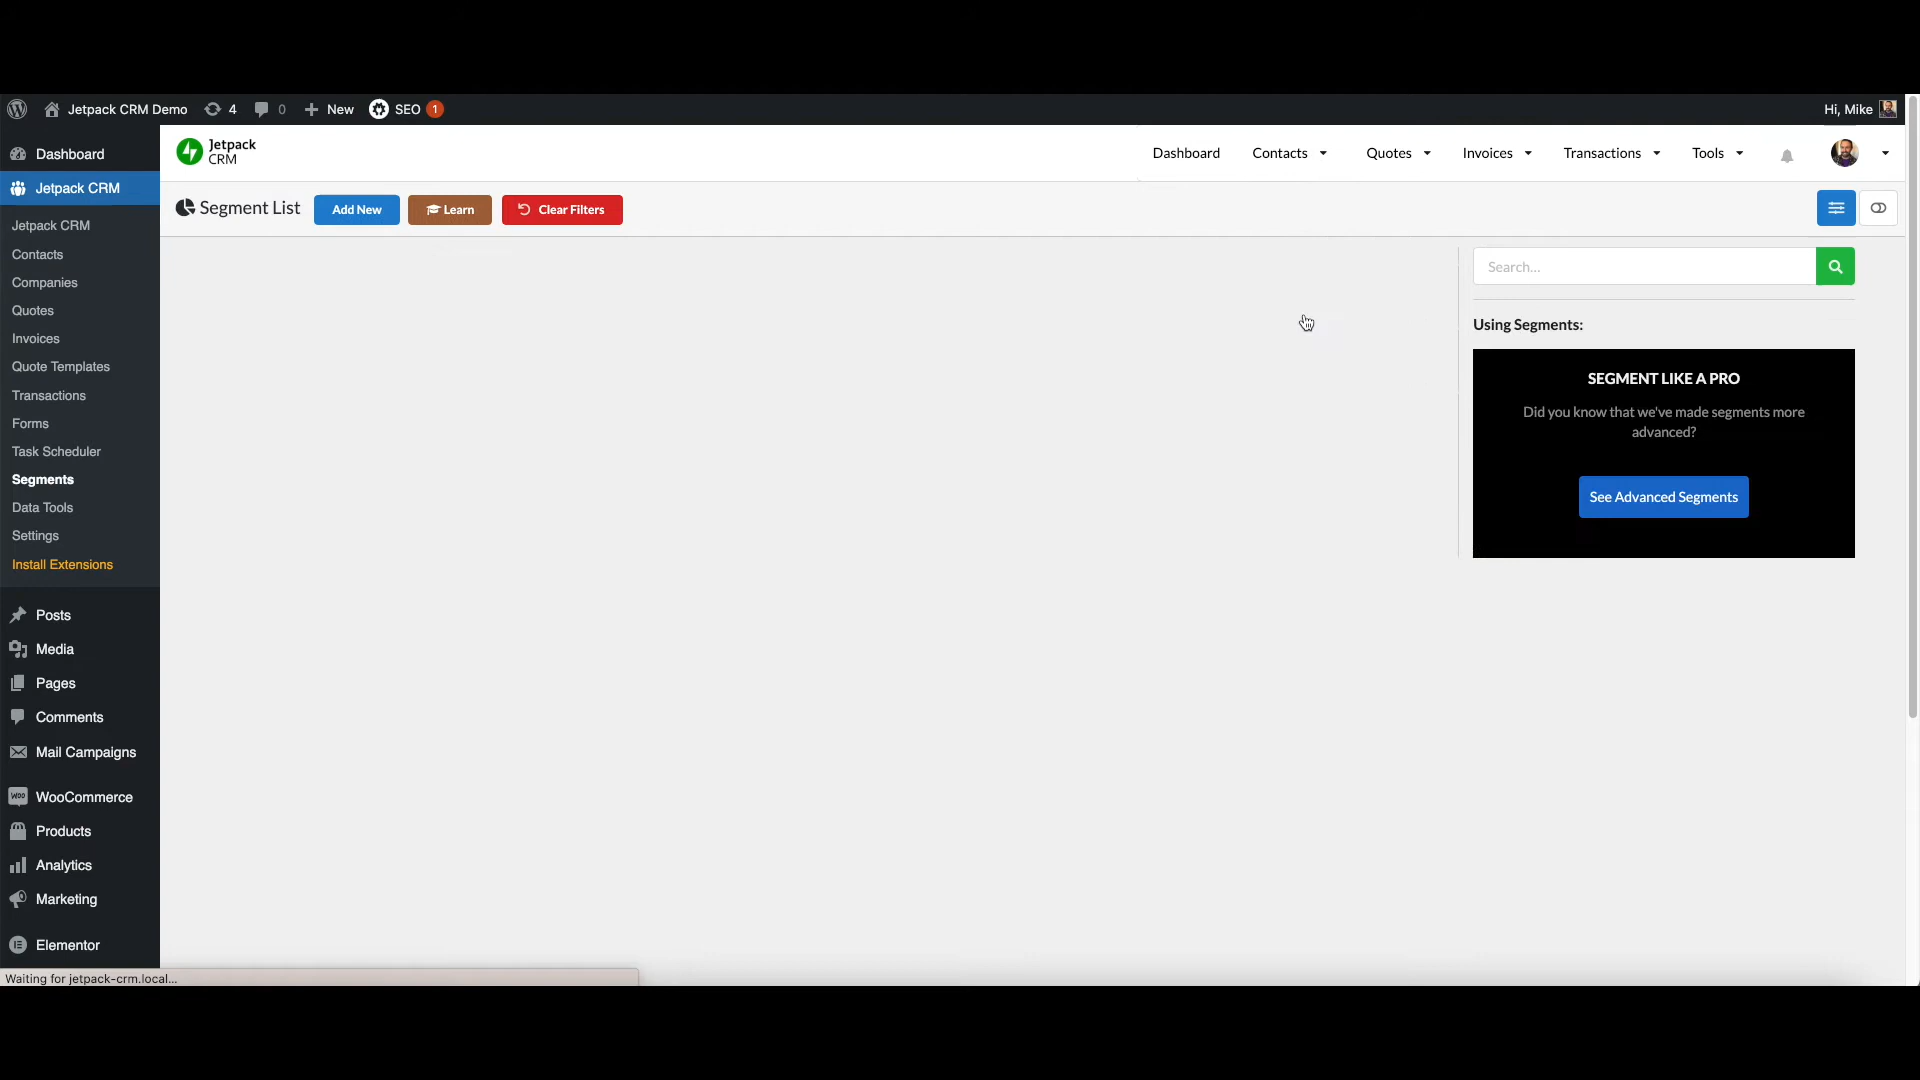 Jetpack CRM Demo 4 0 New SEO 1 Hi, Mike
Jetpack
CRM
Dashboard Contacts Quotes Invoices Transactions Tools
Segment List Add New Learn Clear Filters
Dashboard
Jetpack CRM
Jetpack CRM
Contacts
Companies
Quotes
Invoices
Quote Templates
Transactions
Forms
Task Scheduler
Segments
Data Tools
Settings
Install Extensions
Posts
Media
Pages
Comments
Mail Campaigns
Woo WooCommerce
Products
Analytics
Marketing
Elementor
Search...
Using Segments:
SEGMENT LIKE A PRO
Did you know that we've made segments more
advanced?
See Advanced Segments
Waiting for jetpack-crm.local...